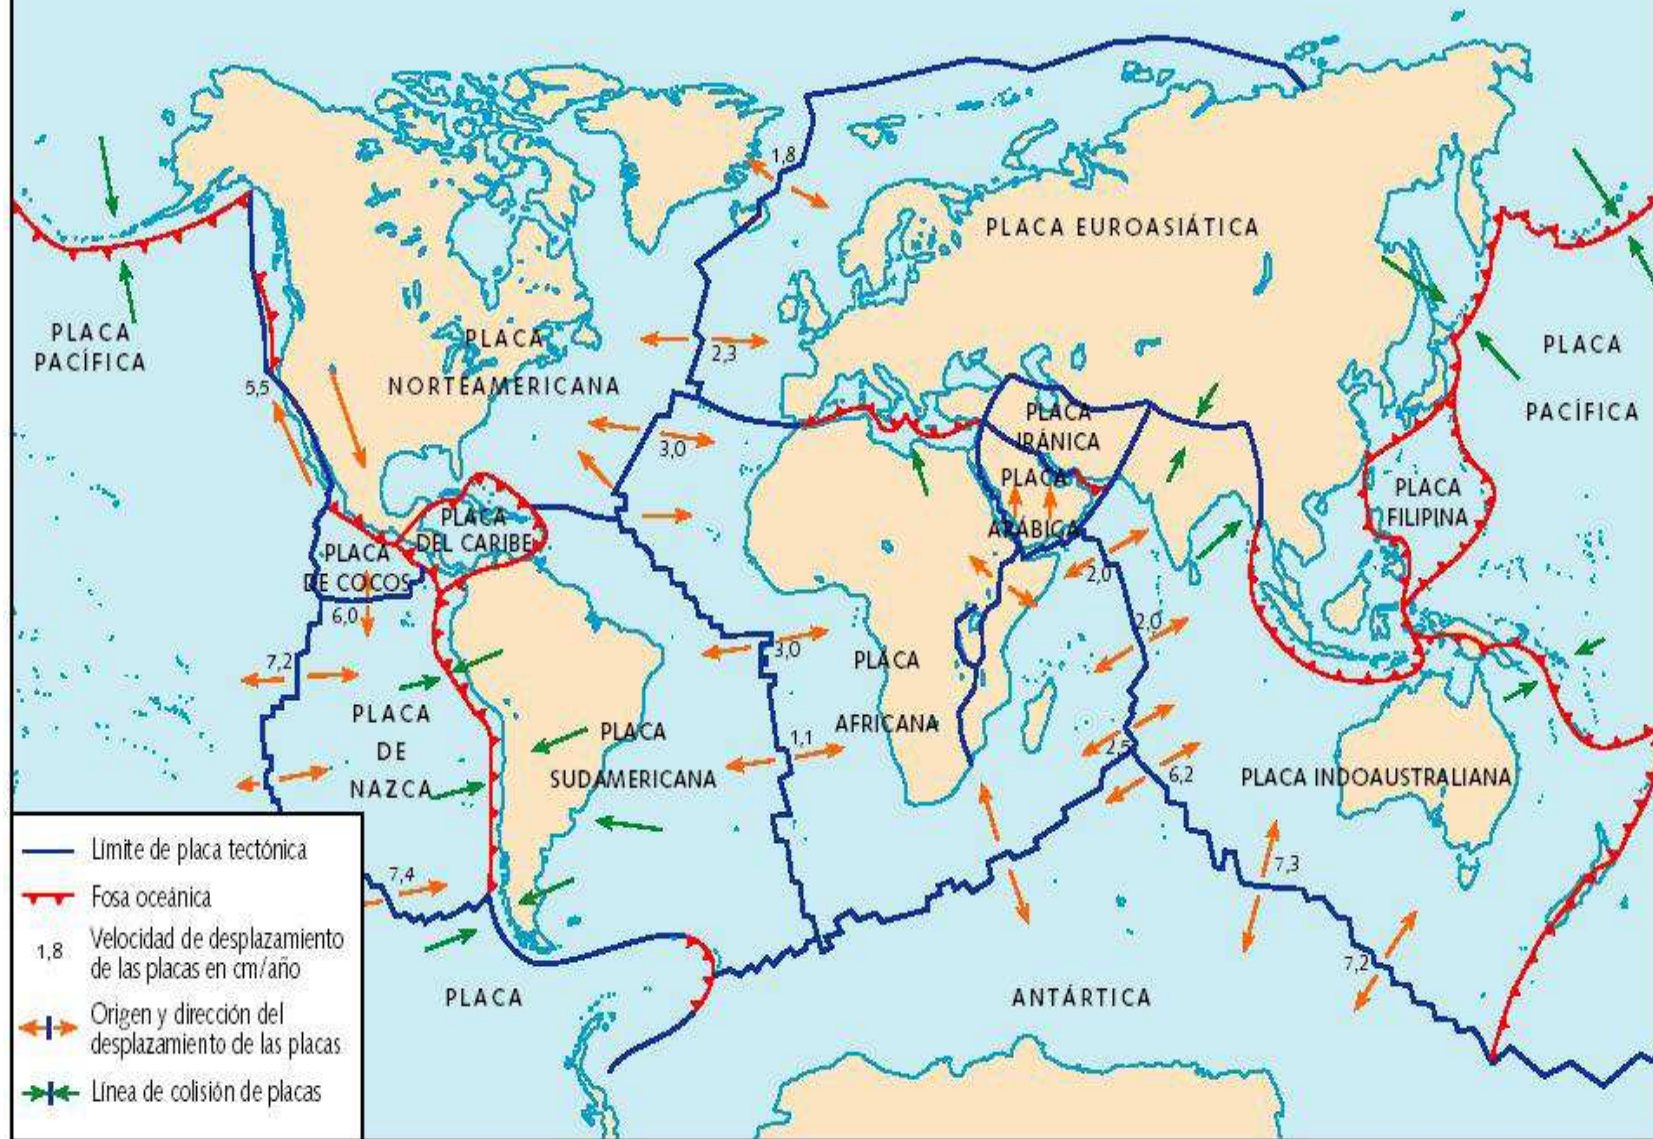 1,8
PLACA EUROASIÁTICA
PLACA
PACÍFICA
PLACA
NORTEAMERICANA
5,5
2,3
3,0
PLACA
IRÁNICA
PLACA
ARÁBICA
PLACA
PACÍFICA
PLACA
FILIPINA
PLACA
DEL CARIBE
PLACA
DE COCOS
6,0
7,2
2,0
2,0
3,0
PLACA
AFRICANA
PLACA
DE
NAZCA
PLACA
SUDAMERICANA
1,1
2,5
6,2
PLACA INDOAUSTRALIANA
7,4
7,3
7,2
PLACA
ANTÁRTICA
Límite de placa tectónica
Fosa oceánica
1,8
Velocidad de desplazamiento
de las placas en cm/año
Origen y dirección del
desplazamiento de las placas
Línea de colisión de placas